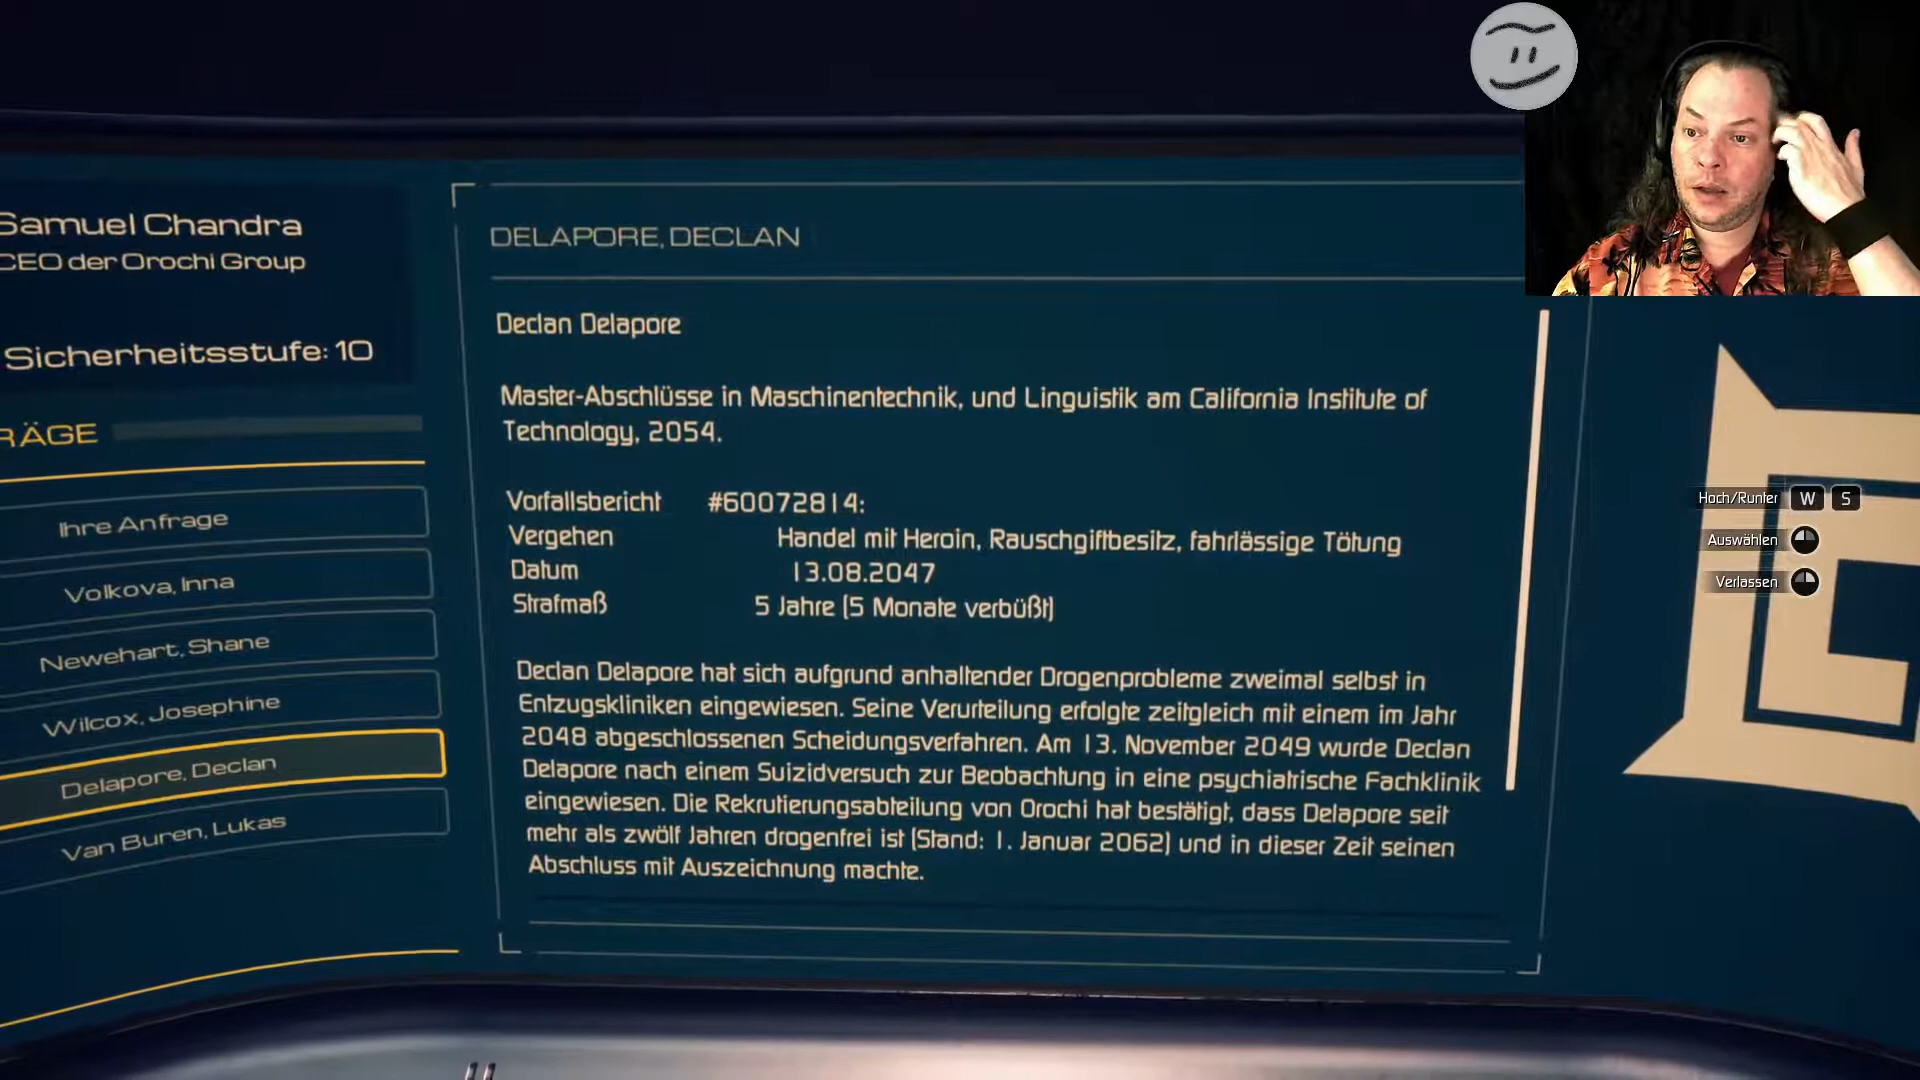 Samuel Chandra
CEO der Orochi Group
Sicherheitsstufe: 10
RÄGE
Ihre Anfrage
Volkova, Inna
Newehart, Shane
Wilcox, Josephine
Delapore, Declan
Van Buren, Lukas
DELAPORE, DECLAN
Declan Delapore
Master-Abschlüsse in Maschinentechnik, und Linguistik am California Institute of
Technology, 2054.
Vorfallsbericht #60072814:
Vergehen Handel mit Heroin, Rauschgiftbesitz, fahrlässige Tötung
Datum 13.08.2047
Strafmaß 5 Jahre (5 Monate verbüßt)
Declan Delapore hat sich aufgrund anhaltender Drogenprobleme zweimal selbst in
Entzugskliniken eingewiesen. Seine Verurteilung erfolgte zeitgleich mit einem im Jahr
2048 abgeschlossenen Scheidungsverfahren. Am 13. November 2049 wurde Declan
Delapore nach einem Suizidversuch zur Beobachtung in eine psychiatrische Fachklinik
eingewiesen. Die Rekrutierungsabteilung von Orochi hat bestätigt, dass Delapore seit
mehr als zwölf Jahren drogenfrei ist (Stand: 1. Januar 2062) und in dieser Zeit seinen
Abschluss mit Auszeichnung machte.
Hoch/Runter W S
Auswählen
Verlassen